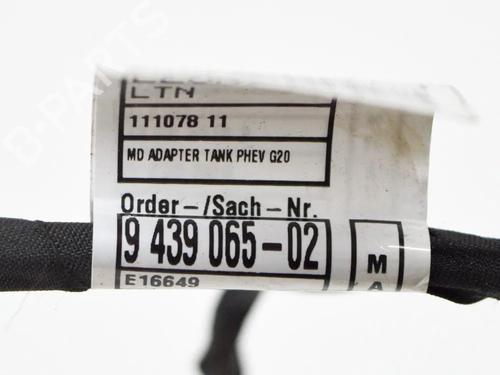 LTN
111078 11
MD ADAPTER TANK PHEV G20
Order-/Sach-Nr.
9 439 065-02
E16649
M
A
B-PARTS